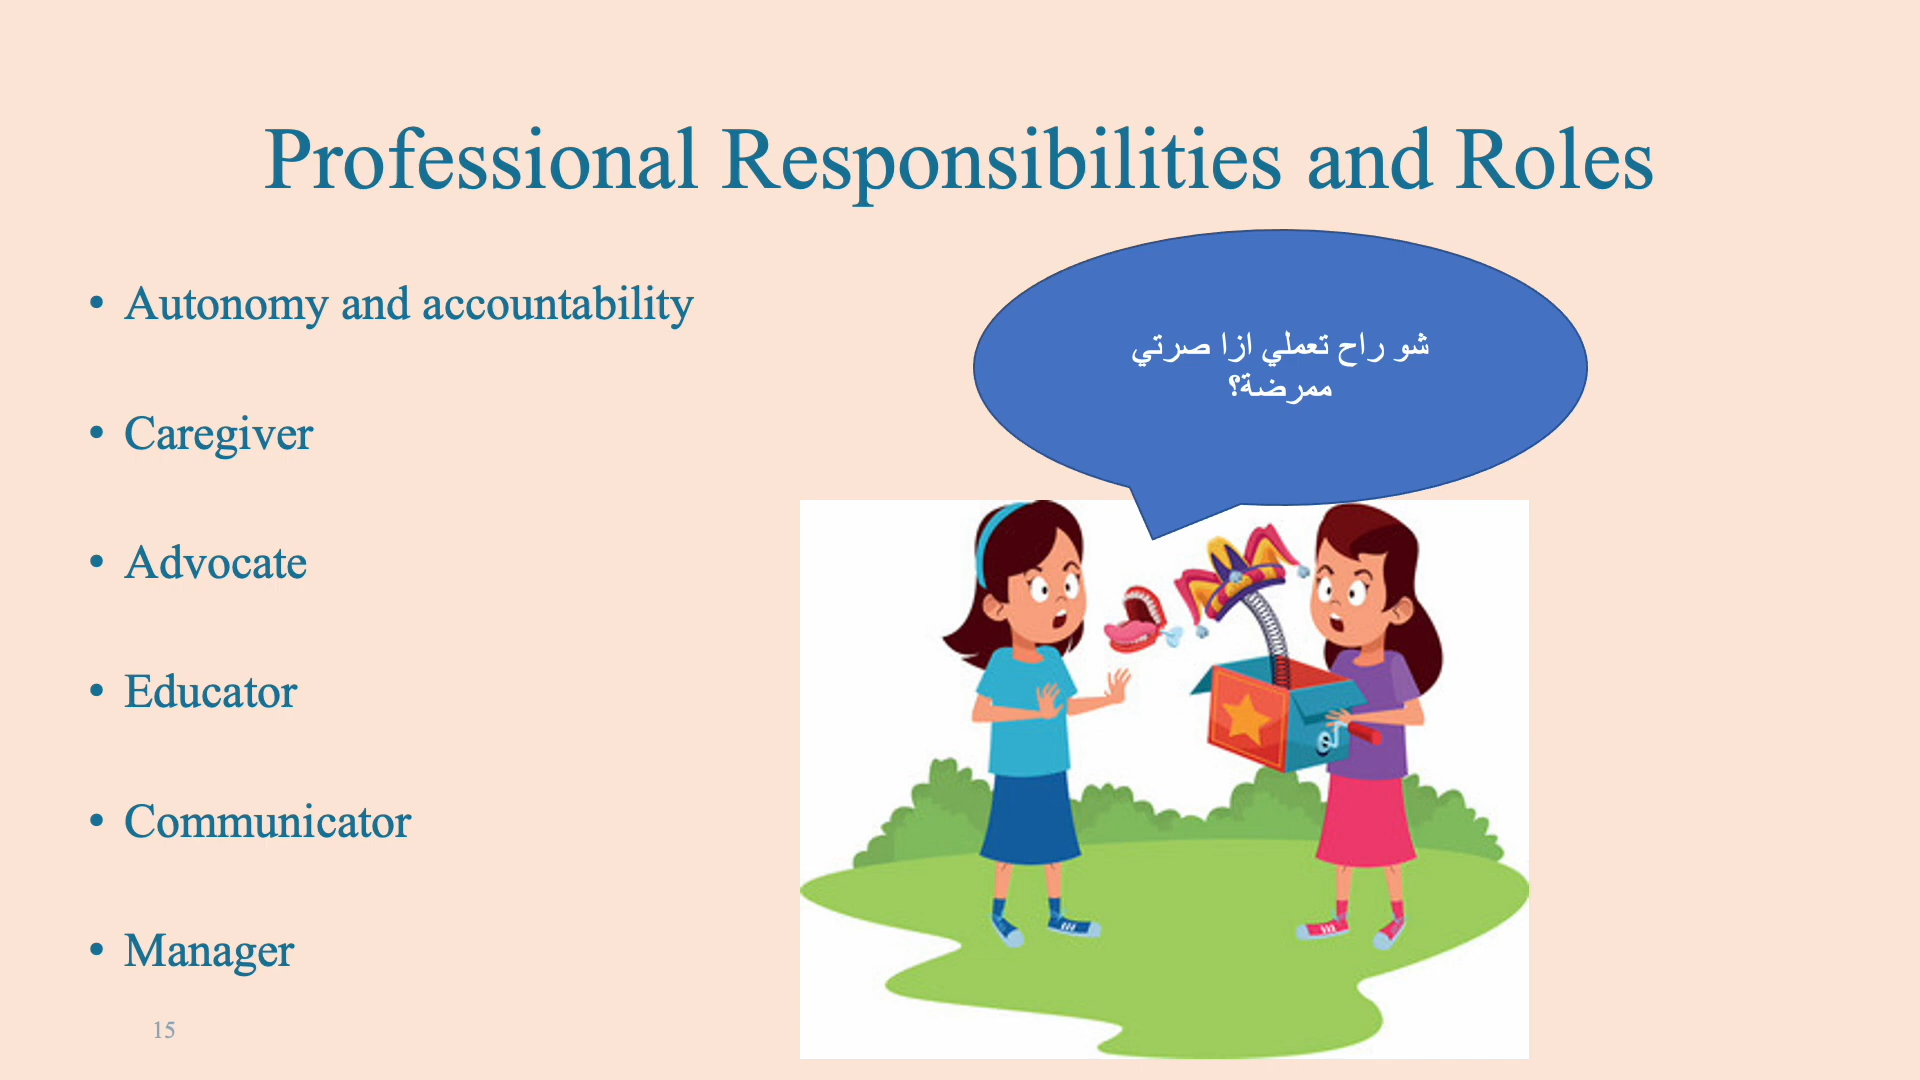 Professional Responsibilities and Roles
• Autonomy and accountability
• Caregiver
• Advocate
• Educator
• Communicator
• Manager
شو راح تعملي ازا صرتي
ممرضة؟
15